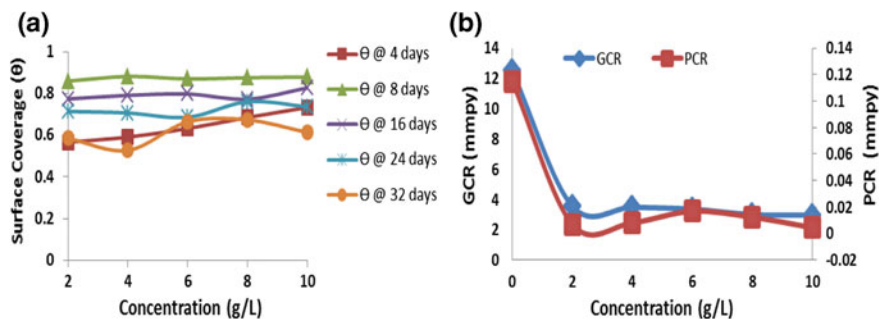 (a)
Surface Coverage (Θ)
1
0.8
0.6
0.4
0.2
0
2 4 6 8 10
Concentration (g/L)
Θ @ 4 days
Θ @ 8 days
Θ @ 16 days
Θ @ 24 days
Θ @ 32 days
(b)
GCR PCR
GCR (mmpy)
14
12
10
8
6
4
2
0
0 2 4 6 8 10
Concentration (g/L)
0.14
0.12
0.1
0.08
0.06
0.04
0.02
0
-0.02
PCR (mmpy)